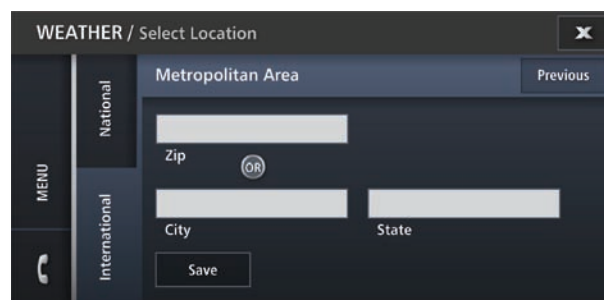 WEATHER / Select Location
X
MENU
National
International
Metropolitan Area
Previous
Zip
OR
City
State
Save